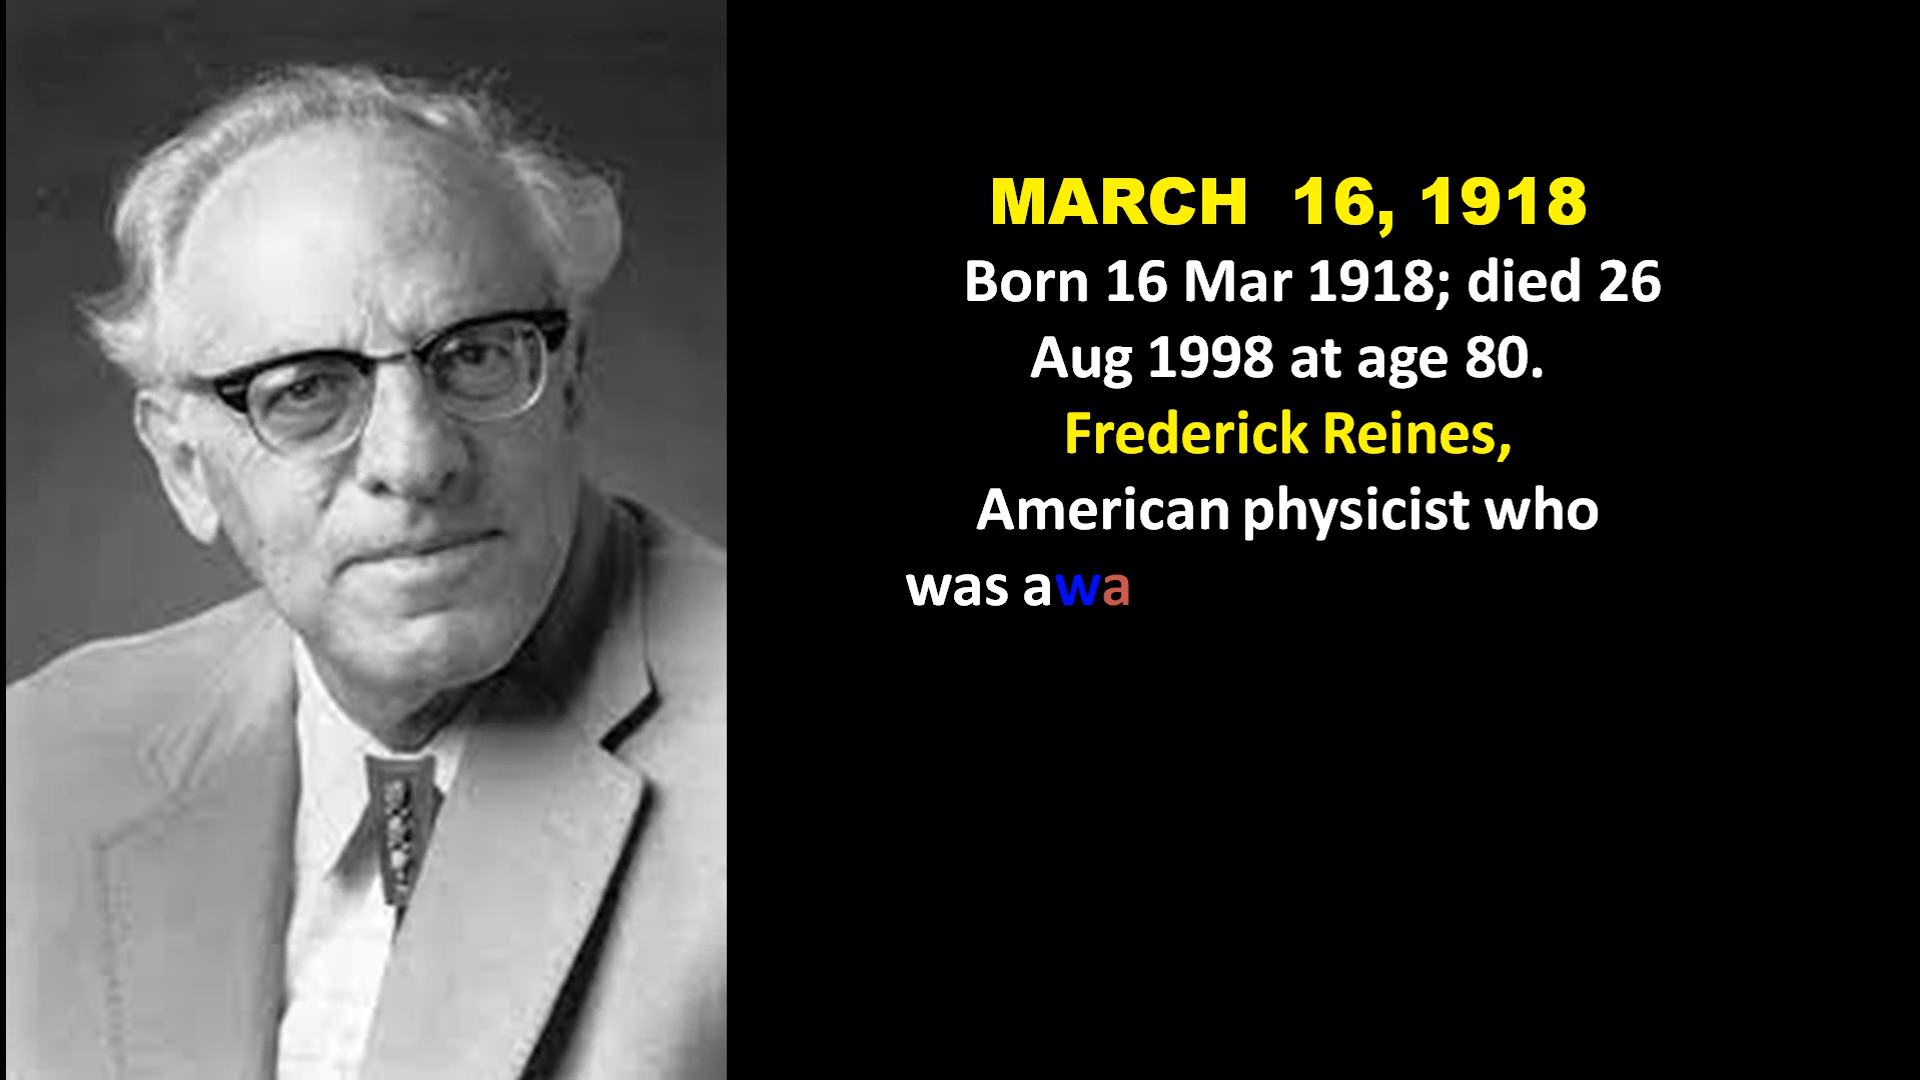 MARCH  16, 1918
Born 16 Mar 1918; died 26
Aug 1998 at age 80.
Frederick Reines,
American physicist who
was awa